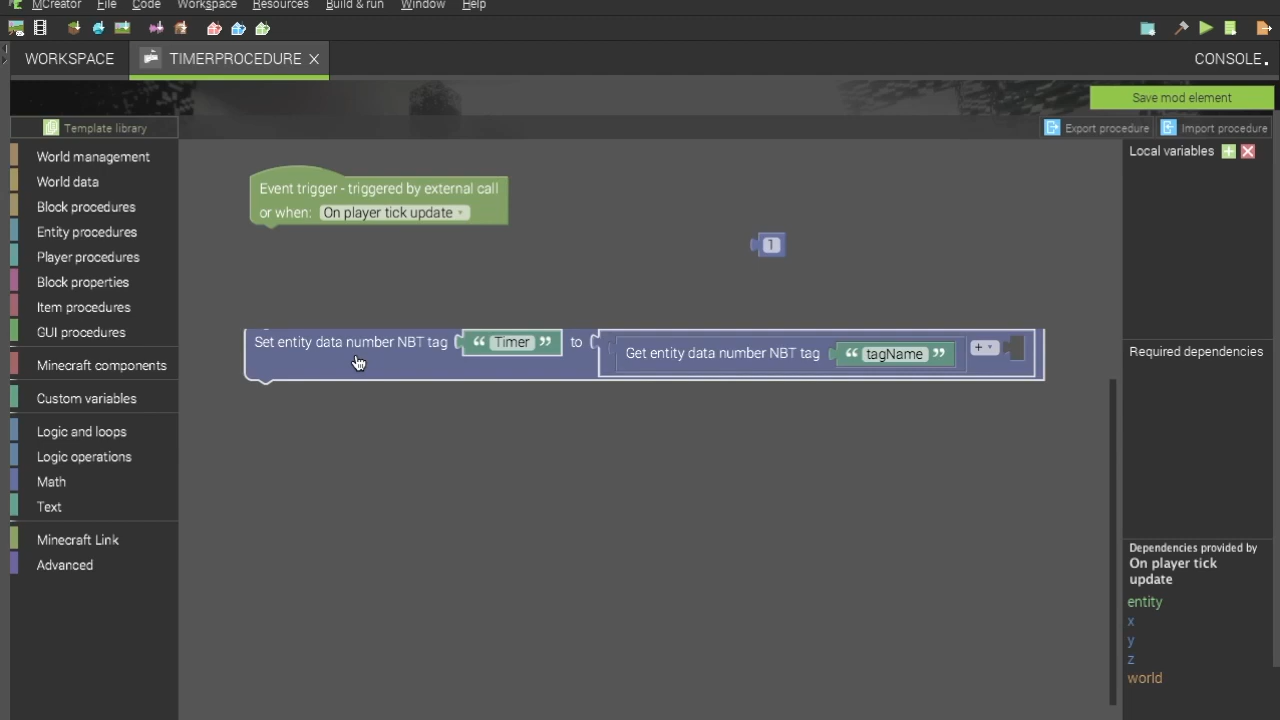 MCreator File Code Workspace Resources Build & run Window Help
WORKSPACE TIMERPROCEDURE CONSOLE.
Save mod element
Template library Export procedure Import procedure
World management
World data
Block procedures
Entity procedures
Player procedures
Block properties
Item procedures
GUI procedures
Minecraft components
Custom variables
Logic and loops
Logic operations
Math
Text
Minecraft Link
Advanced
Event trigger - triggered by external call
or when: On player tick update
1
Set entity data number NBT tag “ Timer ” to Get entity data number NBT tag “ tagName ” +
Local variables
Required dependencies
Dependencies provided by
On player tick
update
entity
x
y
z
world